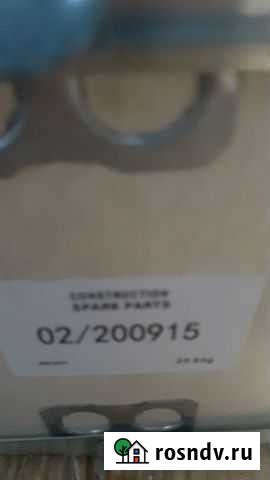 CONSTRUCTION
SPARE PARTS
02/200915
rosndv.ru